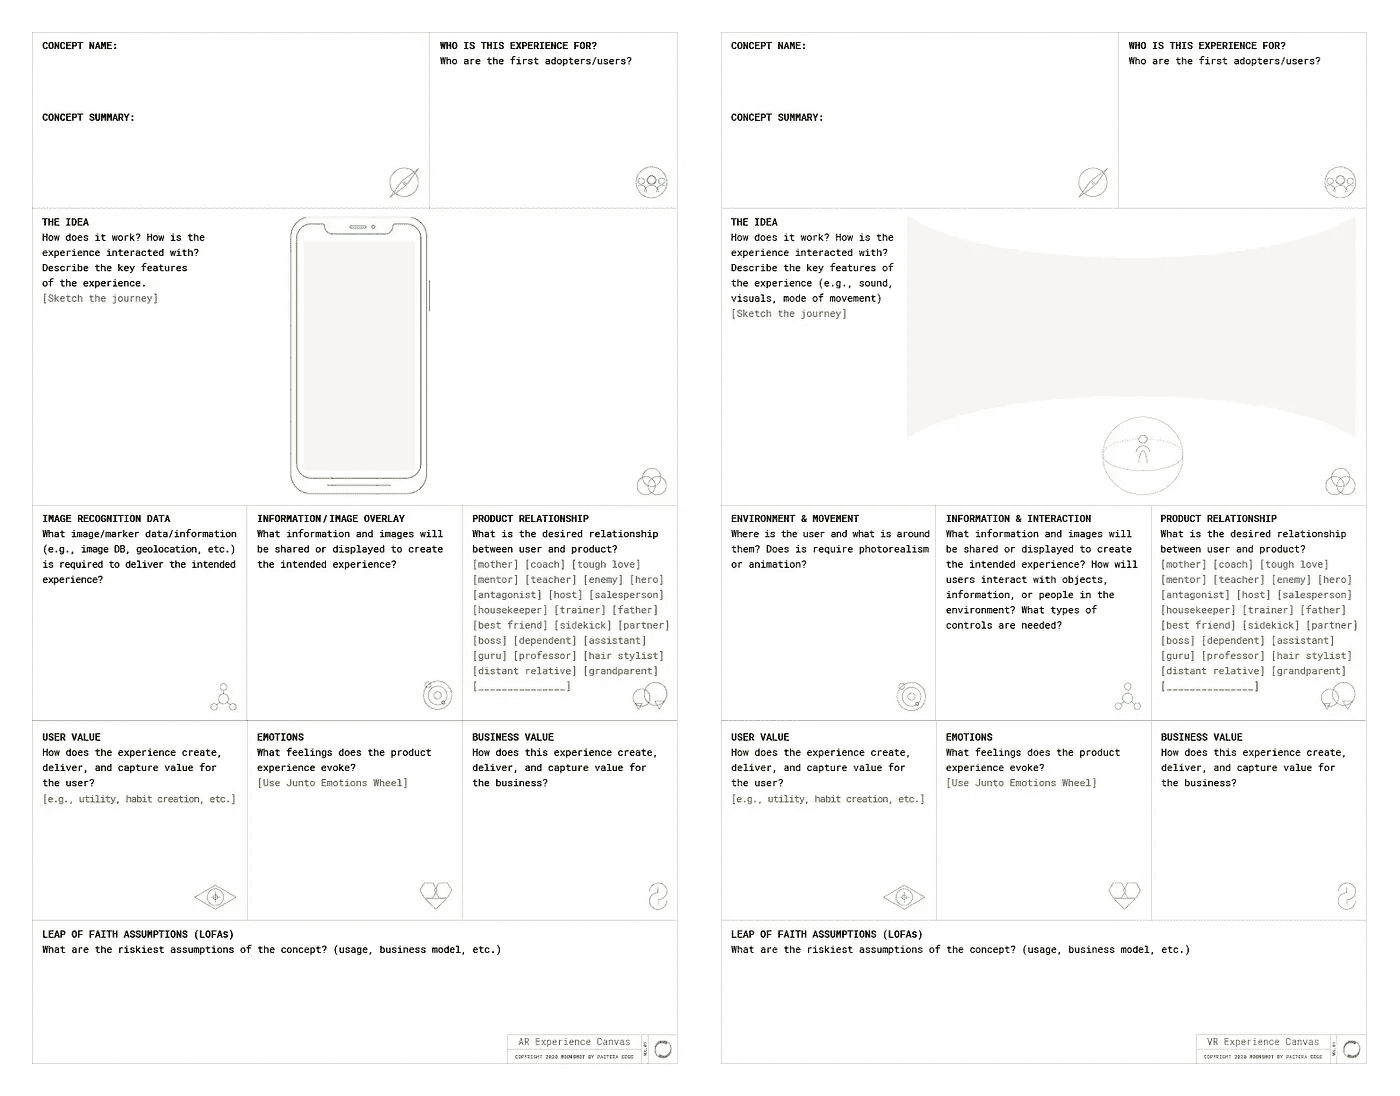 CONCEPT NAME:
CONCEPT SUMMARY:
WHO IS THIS EXPERIENCE FOR?
Who are the first adopters/users?
THE IDEA
How does it work? How is the
experience interacted with?
Describe the key features
of the experience.
[Sketch the journey]
IMAGE RECOGNITION DATA
What image/marker data/information
(e.g., image DB, geolocation, etc.)
is required to deliver the intended
experience?
INFORMATION/IMAGE OVERLAY
What information and images will
be shared or displayed to create
the intended experience?
PRODUCT RELATIONSHIP
What is the desired relationship
between user and product?
[mother] [coach] [tough love]
[mentor] [teacher] [enemy] [hero]
[antagonist] [host] [salesperson]
[housekeeper] [trainer] [father]
[best friend] [sidekick] [partner]
[boss] [dependent] [assistant]
[guru] [professor] [hair stylist]
[distant relative] [grandparent]
[_______________]
USER VALUE
How does the experience create,
deliver, and capture value for
the user?
[e.g., utility, habit creation, etc.]
EMOTIONS
What feelings does the product
experience evoke?
[Use Junto Emotions Wheel]
BUSINESS VALUE
How does this experience create,
deliver, and capture value for
the business?
LEAP OF FAITH ASSUMPTIONS (LOFAs)
What are the riskiest assumptions of the concept? (usage, business model, etc.)
AR Experience Canvas
COPYRIGHT 2020 MOONSHOT BY PACTERA EDGE
CONCEPT NAME:
CONCEPT SUMMARY:
WHO IS THIS EXPERIENCE FOR?
Who are the first adopters/users?
THE IDEA
How does it work? How is the
experience interacted with?
Describe the key features of
the experience (e.g., sound,
visuals, mode of movement)
[Sketch the journey]
ENVIRONMENT & MOVEMENT
Where is the user and what is around
them? Does is require photorealism
or animation?
INFORMATION & INTERACTION
What information and images will
be shared or displayed to create
the intended experience? How will
users interact with objects,
information, or people in the
environment? What types of
controls are needed?
PRODUCT RELATIONSHIP
What is the desired relationship
between user and product?
[mother] [coach] [tough love]
[mentor] [teacher] [enemy] [hero]
[antagonist] [host] [salesperson]
[housekeeper] [trainer] [father]
[best friend] [sidekick] [partner]
[boss] [dependent] [assistant]
[guru] [professor] [hair stylist]
[distant relative] [grandparent]
[_______________]
USER VALUE
How does the experience create,
deliver, and capture value for
the user?
[e.g., utility, habit creation, etc.]
EMOTIONS
What feelings does the product
experience evoke?
[Use Junto Emotions Wheel]
BUSINESS VALUE
How does this experience create,
deliver, and capture value for
the business?
LEAP OF FAITH ASSUMPTIONS (LOFAs)
What are the riskiest assumptions of the concept? (usage, business model, etc.)
VR Experience Canvas
COPYRIGHT 2020 MOONSHOT BY PACTERA EDGE